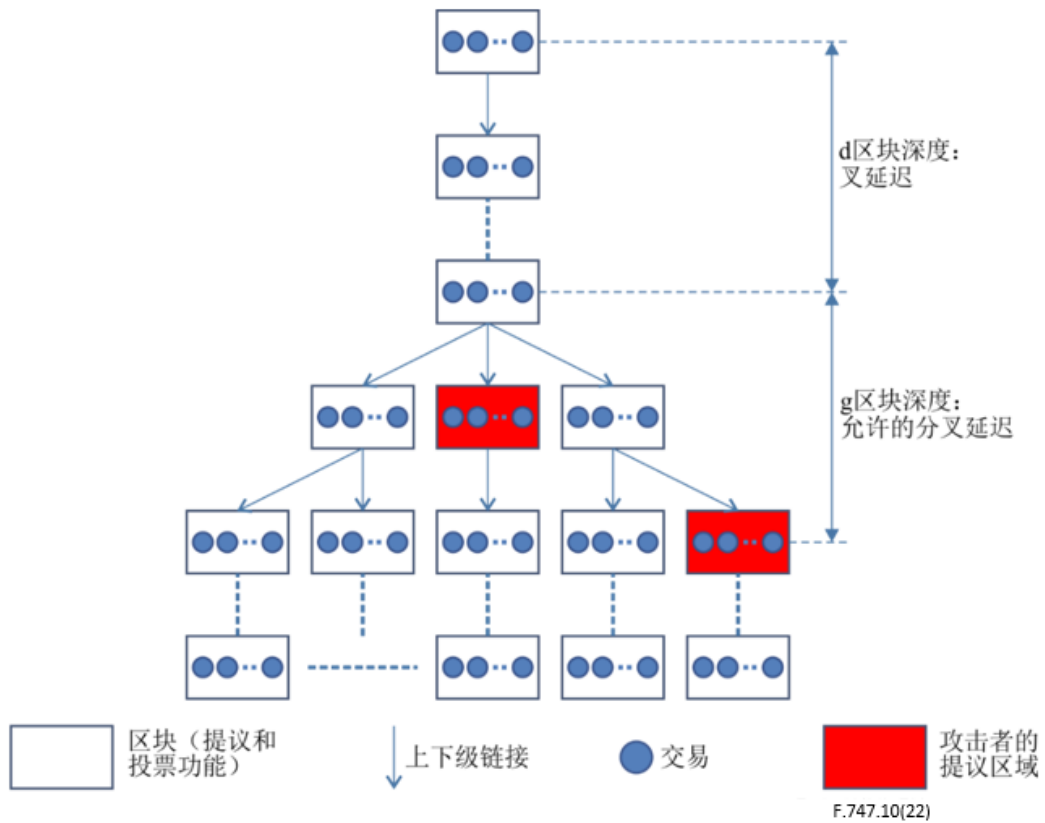 d区块深度：
叉延迟
g区块深度：
允许的分叉延迟
区块（提议和
投票功能）
上下级链接
交易
攻击者的
提议区域
F.747.10(22)